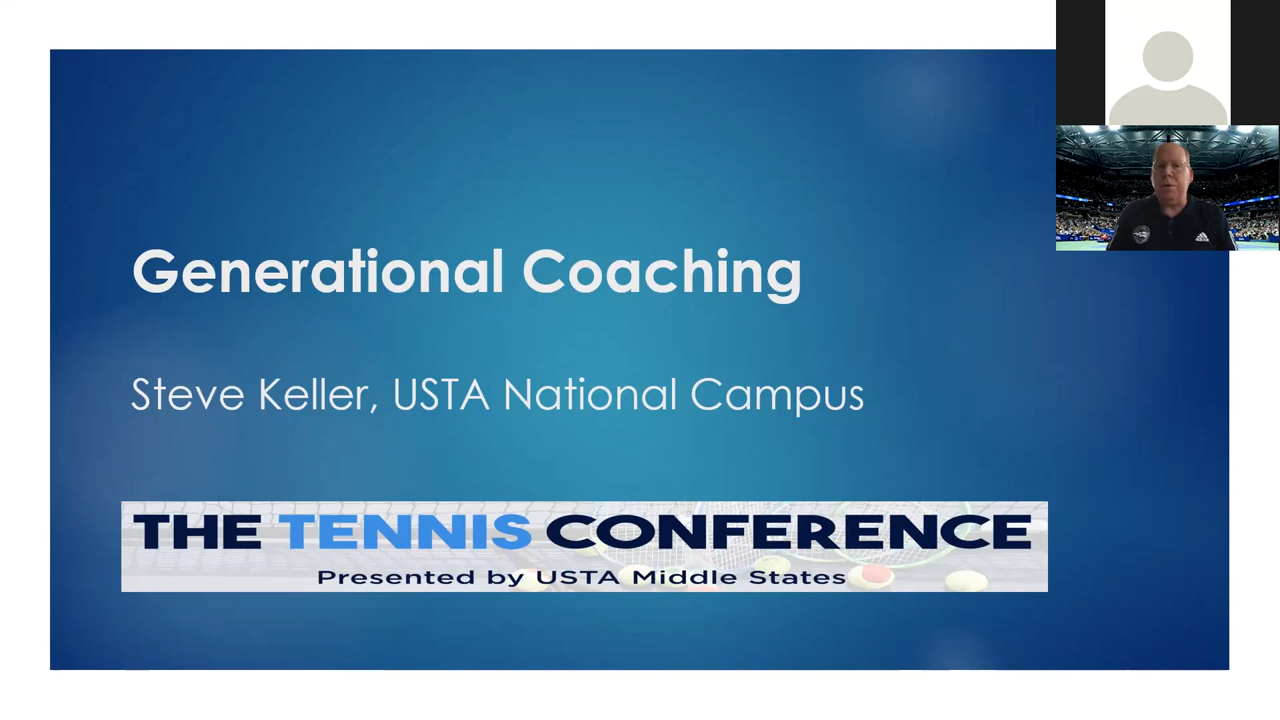 Generational Coaching
Steve Keller, USTA National Campus
THE TENNIS CONFERENCE
Presented by USTA Middle States